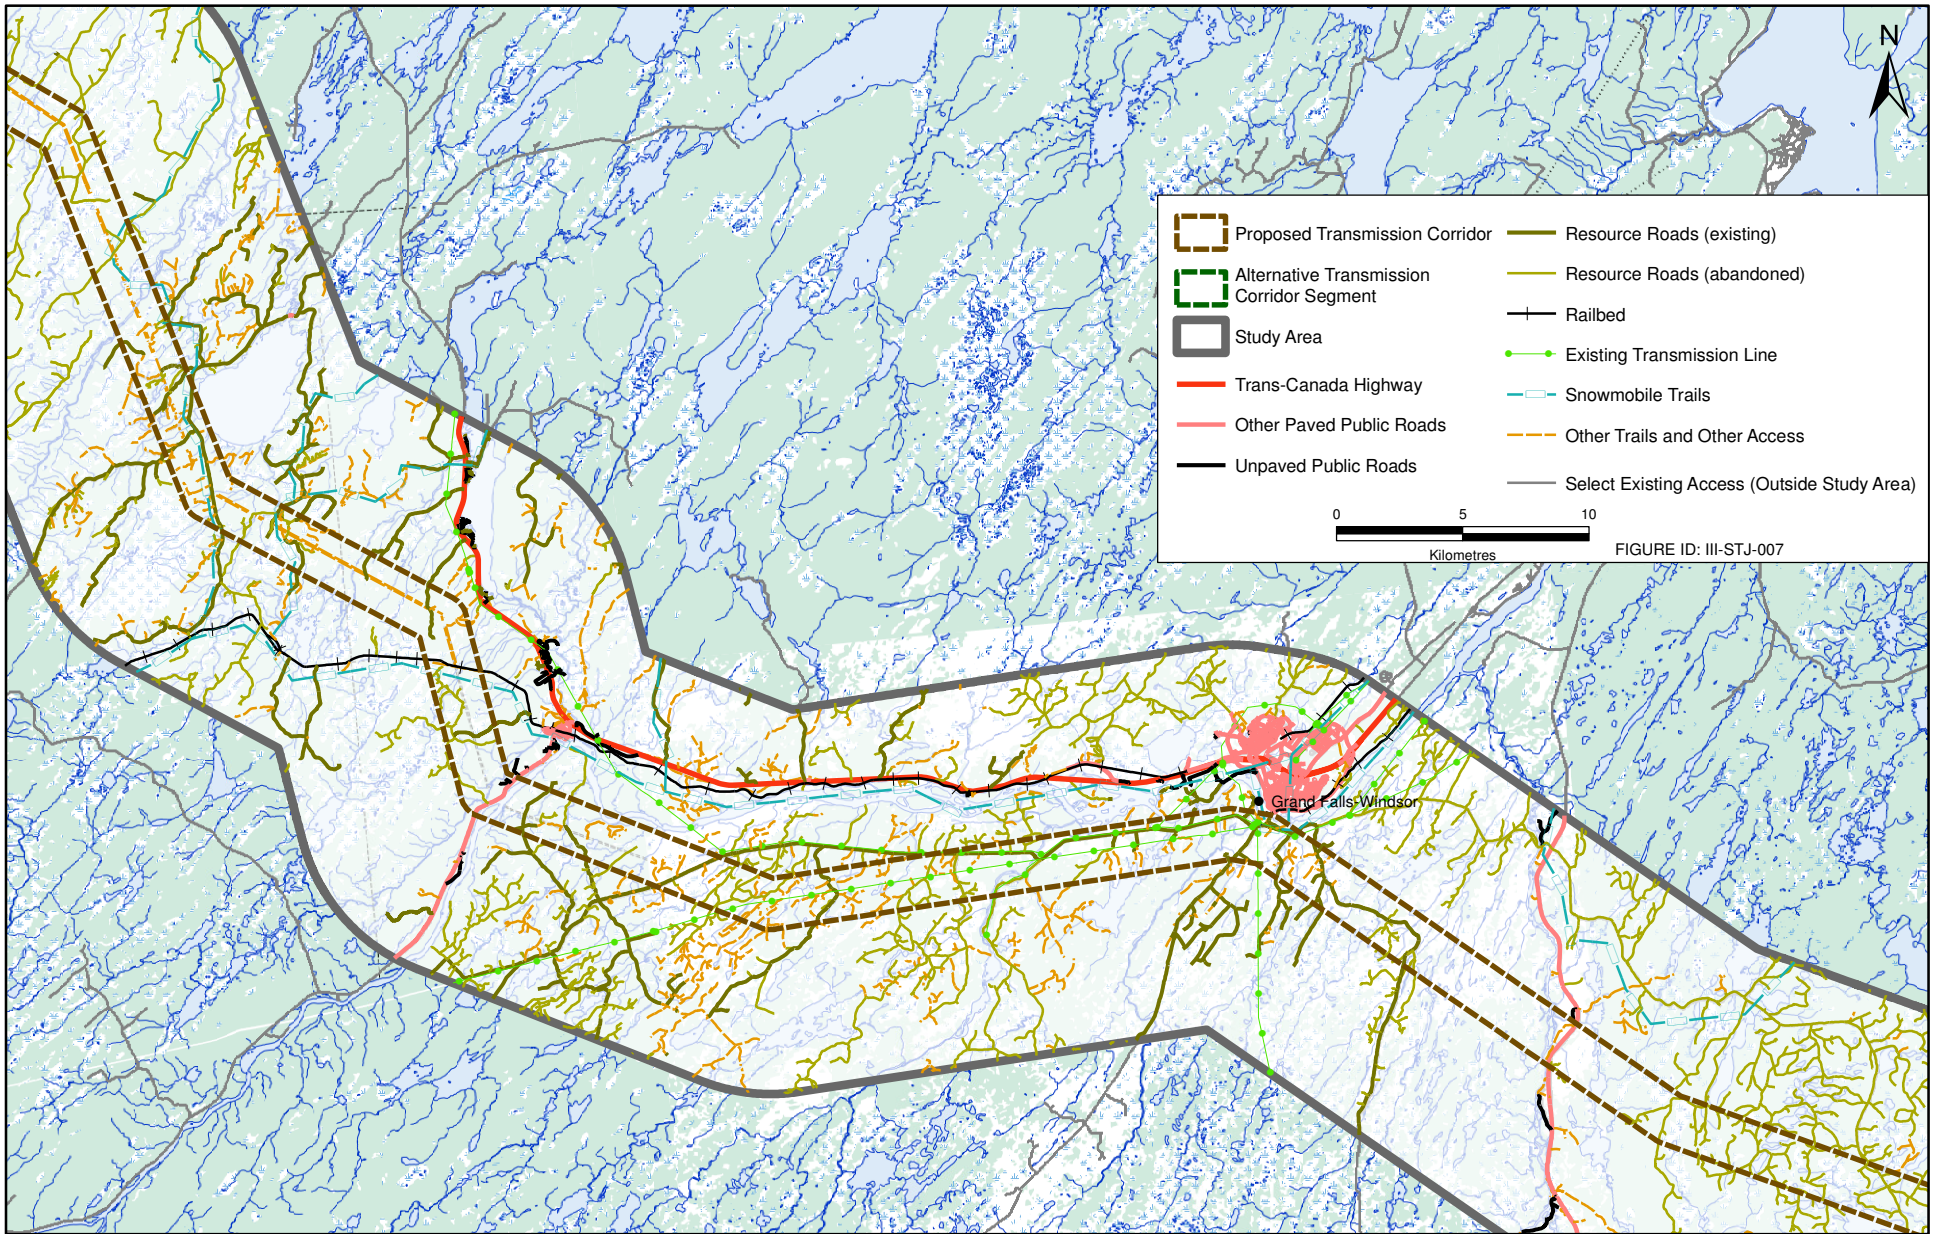 N
Proposed Transmission Corridor
Alternative Transmission
Corridor Segment
Study Area
Trans-Canada Highway
Other Paved Public Roads
Unpaved Public Roads
Resource Roads (existing)
Resource Roads (abandoned)
Railbed
Existing Transmission Line
Snowmobile Trails
Other Trails and Other Access
Select Existing Access (Outside Study Area)
0 5 10
Kilometres
FIGURE ID: III-STJ-007
Grand Falls-Windsor